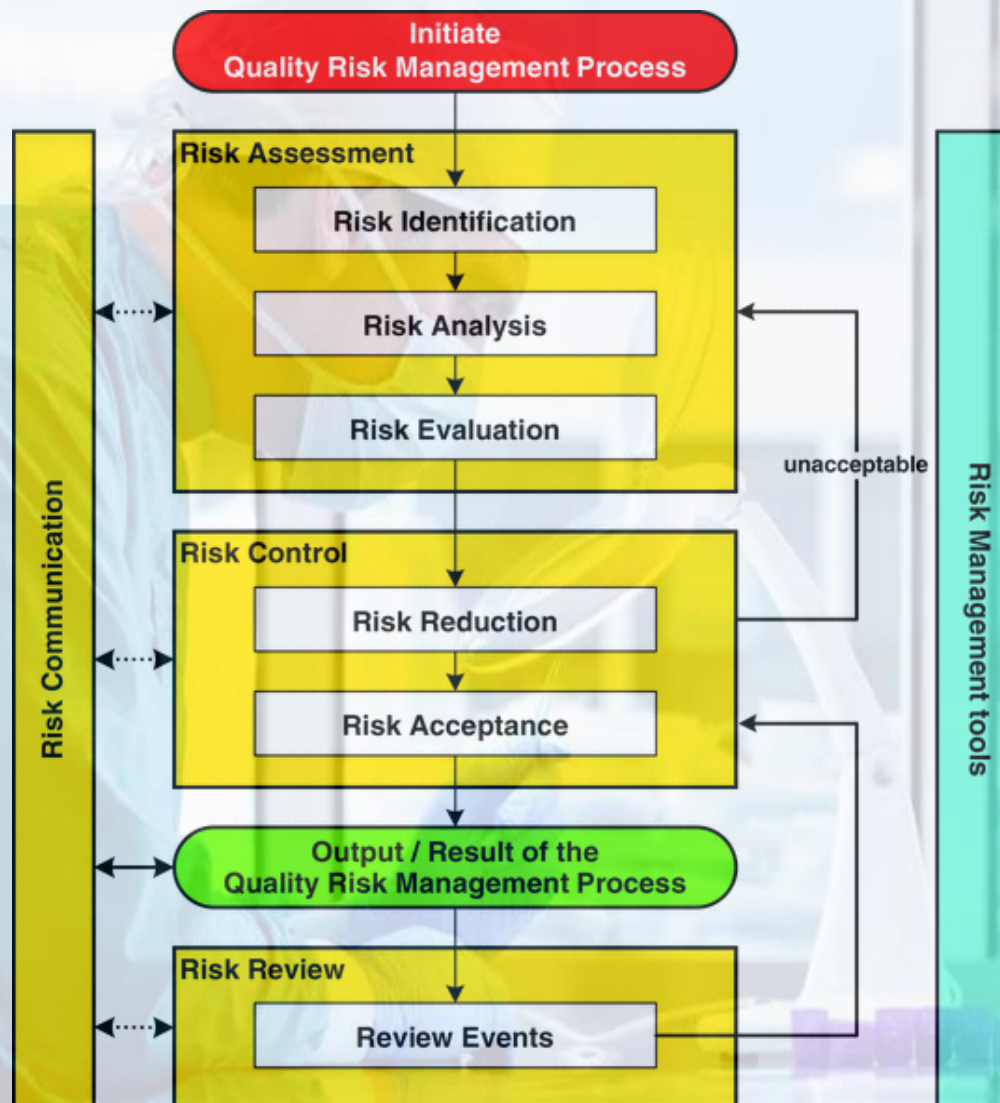 Initiate
Quality Risk Management Process
Risk Assessment
Risk Identification
Risk Analysis
Risk Evaluation
unacceptable
Risk Communication
Risk Management tools
Risk Control
Risk Reduction
Risk Acceptance
Output / Result of the
Quality Risk Management Process
Risk Review
Review Events